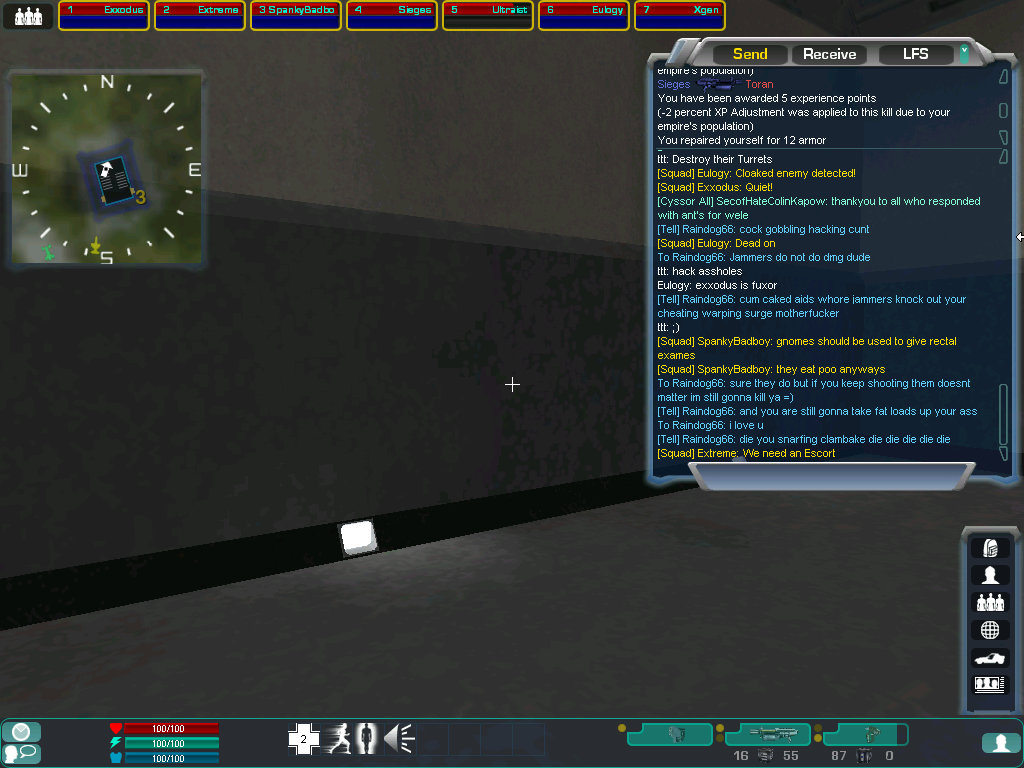 1 Exxodus 2 Extreme 3 SpankyBadbo 4 Sieges 5 Ultraist 6 Eulogy 7 Xgen
Send Receive LFS
N
W E
S
3
empire's population)
Sieges Toran
You have been awarded 5 experience points
(-2 percent XP Adjustment was applied to this kill due to your
empire's population)
You repaired yourself for 12 armor
ttt: Destroy their Turrets
[Squad] Eulogy: Cloaked enemy detected!
[Squad] Exxodus: Quiet!
[Cyssor All] SecofHateColinKapow: thankyou to all who responded
with ant's for wele
[Tell] Raindog66: cock gobbling hacking cunt
[Squad] Eulogy: Dead on
To Raindog66: Jammers do not do dmg dude
ttt: hack assholes
Eulogy: exxodus is fuxor
[Tell] Raindog66: cum caked aids whore jammers knock out your
cheating warping surge motherfucker
ttt: ;)
[Squad] SpankyBadboy: gnomes should be used to give rectal
exames
[Squad] SpankyBadboy: they eat poo anyways
To Raindog66: sure they do but if you keep shooting them doesnt
matter im still gonna kill ya =)
[Tell] Raindog66: and you are still gonna take fat loads up your ass
To Raindog66: i love u
[Tell] Raindog66: die you snarfing clambake die die die die die
[Squad] Extreme: We need an Escort
100/100
100/100
100/100
2
16 55 87 0